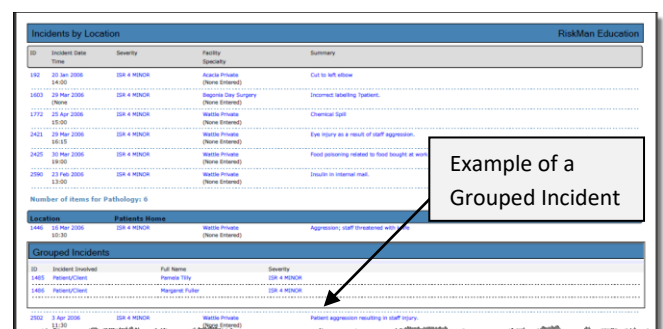 Incidents by Location RiskMan Education
ID Incident Date Severity Facility Summary
Time Specialty
192 20 Jan 2006 ISR 4 MINOR Acacia Private Cut to left elbow
14:00 (None Entered)
1603 29 Mar 2006 ISR 4 MINOR Begonia Day Surgery Incorrect labelling ?patient.
(None (None Entered)
1772 25 Apr 2006 ISR 4 MINOR Wattle Private Chemical Spill
15:00 (None Entered)
2421 29 Mar 2006 ISR 4 MINOR Wattle Private Eye injury as a result of staff aggression.
16:15 (None Entered)
2425 30 Mar 2006 ISR 4 MINOR Wattle Private Food poisoning related to food bought at work
19:00 (None Entered)
2590 23 Feb 2006 ISR 4 MINOR Wattle Private Insulin in internal mail.
13:00 (None Entered)
Example of a
Grouped Incident
Number of items for Pathology: 6
Location Patients Home
1446 16 Mar 2006 ISR 4 MINOR Wattle Private Aggression; staff threatened with
10:30 (None Entered)
Grouped Incidents
ID Incident Involved Full Name Severity
1485 Patient/Client Pamela Tilly ISR 4 MINOR
1486 Patient/Client Margaret Fuller ISR 4 MINOR
2502 3 Apr 2006 ISR 4 MINOR Wattle Private Patient aggression resulting in staff injury.
11:30 (None Entered)